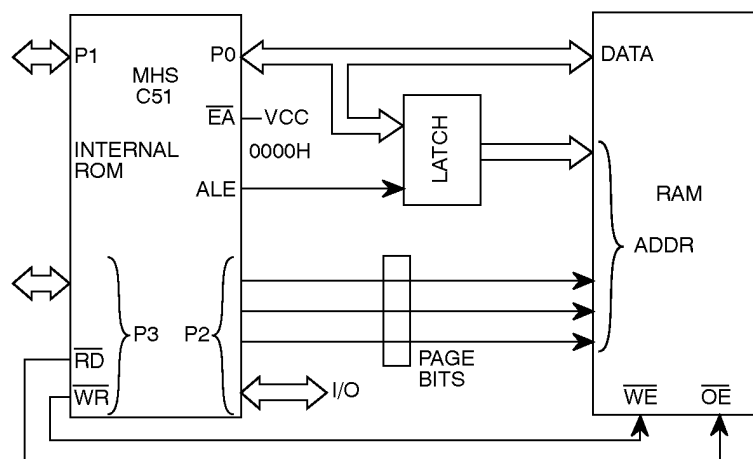 P1
MHS
C51
P0
EA
VCC
0000H
INTERNAL
ROM
ALE
LATCH
DATA
RAM
ADDR
P3
P2
RD
WR
PAGE
BITS
I/O
WE
OE